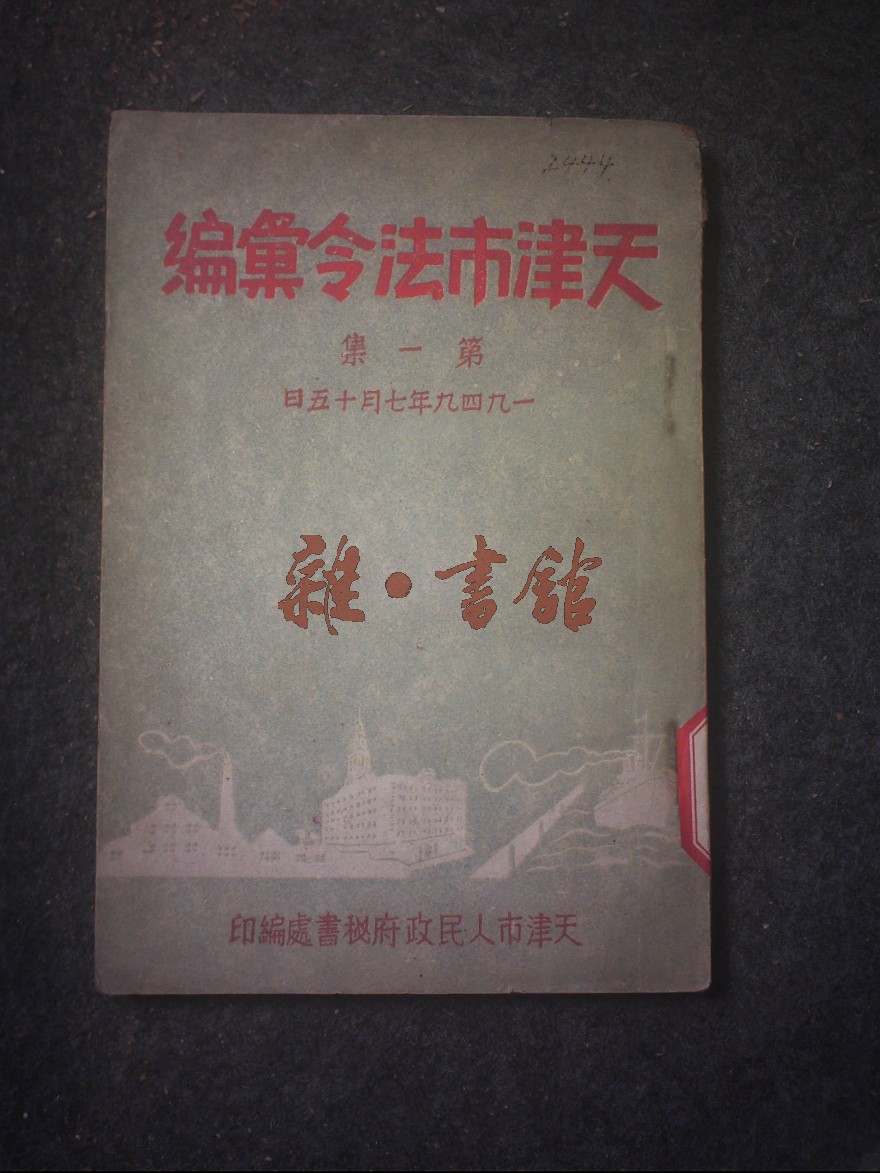 2444
天津市法令彙編
第一集
一九四九年七月十五日
雜·書館
天津市人民政府秘書處編印